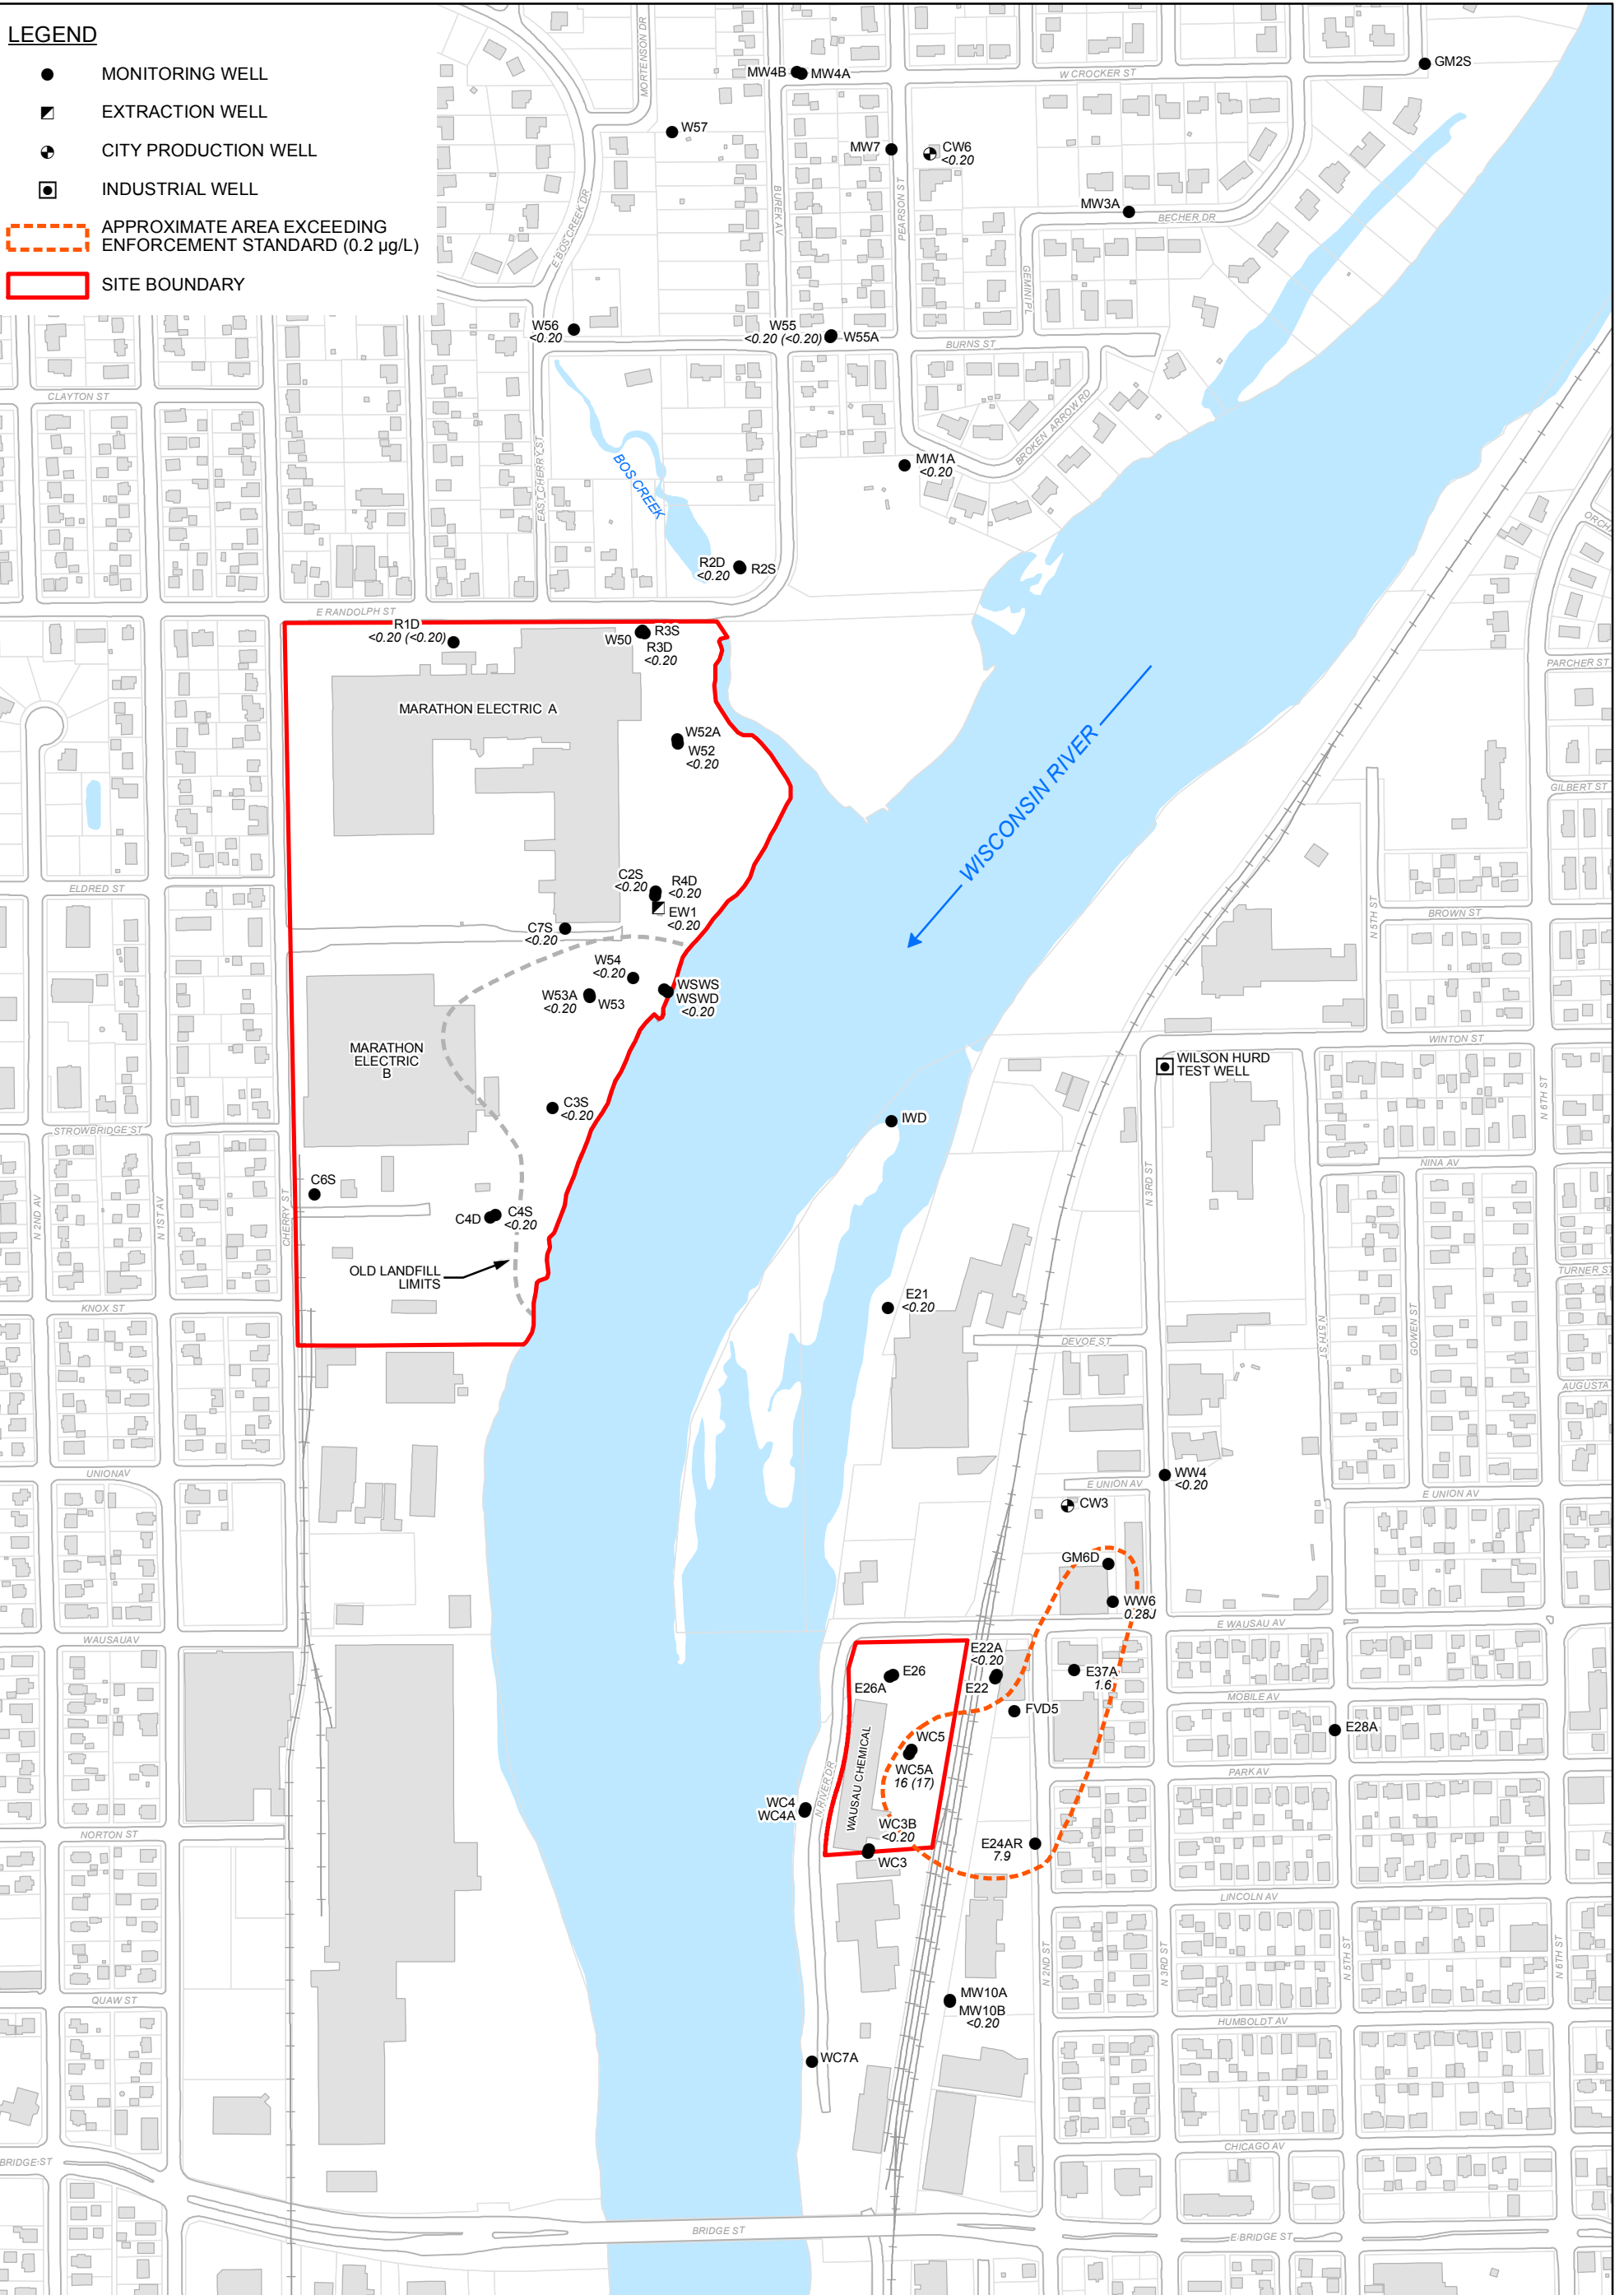 LEGEND
MONITORING WELL
EXTRACTION WELL
CITY PRODUCTION WELL
INDUSTRIAL WELL
APPROXIMATE AREA EXCEEDING
ENFORCEMENT STANDARD (0.2 µg/L)
SITE BOUNDARY
MORTENSON DR
MW4B
MW4A
W CROCKER ST
GM2S
W57
MW7
CW6
<0.20
BUREK AV
PEARSON ST
E BOS CREEK DR
MW3A
BECHER DR
GEMINI PL
W56
<0.20
W55
<0.20 (<0.20)
W55A
BURNS ST
CLAYTON ST
BROKEN ARROW RD
EAST CHERRY ST
BOS CREEK
MW1A
<0.20
ORCH
R2D
<0.20
R2S
E RANDOLPH ST
R1D
<0.20 (<0.20)
W50
R3S
R3D
<0.20
PARCHER ST
MARATHON ELECTRIC A
W52A
W52
<0.20
WISCONSIN RIVER
GILBERT ST
ELDRED ST
C2S
<0.20
R4D
<0.20
EW1
<0.20
C7S
<0.20
N 5TH ST
BROWN ST
W54
<0.20
W53A
<0.20
W53
WSWS
WSWD
<0.20
MARATHON
ELECTRIC
B
WINTON ST
WILSON HURD
TEST WELL
N 6TH ST
C3S
<0.20
IWD
STROWBRIDGE ST
NINA AV
N 3RD ST
C6S
C4D
C4S
<0.20
N 2ND AV
N 1ST AV
CHERRY ST
OLD LANDFILL
LIMITS
TURNER ST
KNOX ST
E21
<0.20
DEVOE ST
N 5TH ST
GOWEN ST
AUGUSTA
UNION AV
WW4
<0.20
E UNION AV
E UNION AV
CW3
GM6D
WW6
0.28J
E WAUSAU AV
WAUSAU AV
E22A
<0.20
E22
E26
E26A
E37A
1.6
MOBILE AV
FVD5
E28A
WC5
WC5A
16 (17)
WAUSAU CHEMICAL
N RIVER DR
PARK AV
WC4
WC4A
WC3B
<0.20
WC3
E24AR
7.9
NORTON ST
LINCOLN AV
N 2ND ST
N 3RD ST
N 5TH ST
N 6TH ST
QUAW ST
MW10A
MW10B
<0.20
HUMBOLDT AV
WC7A
CHICAGO AV
BRIDGE ST
BRIDGE ST
E BRIDGE ST